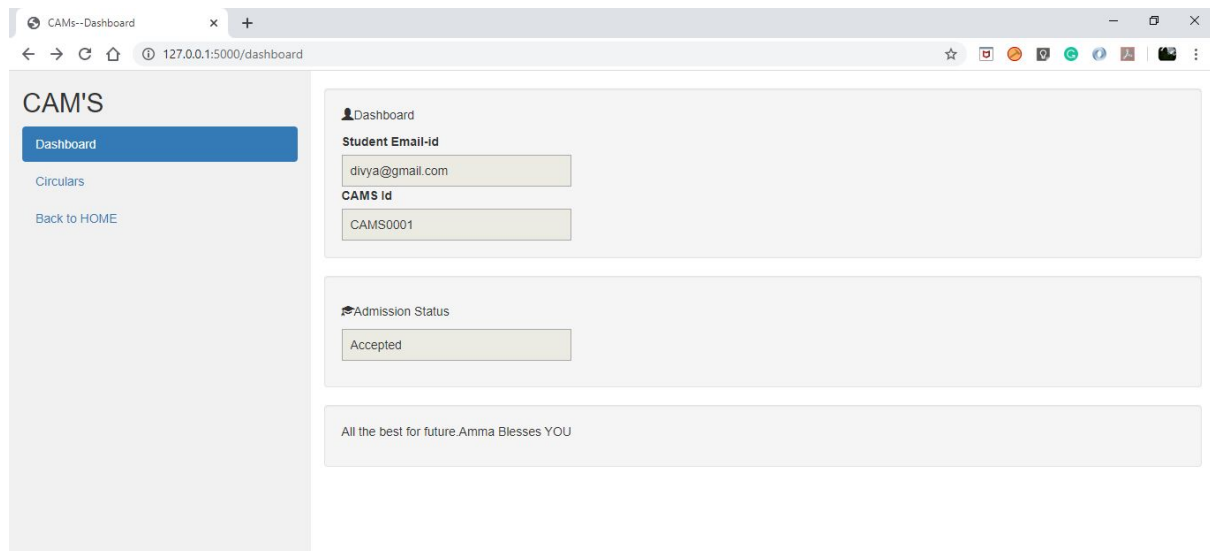 CAMs--Dashboard
127.0.0.1:5000/dashboard
CAM'S
Dashboard
Circulars
Back to HOME
Dashboard
Student Email-id
divya@gmail.com
CAMS Id
CAMS0001
Admission Status
Accepted
All the best for future.Amma Blesses YOU